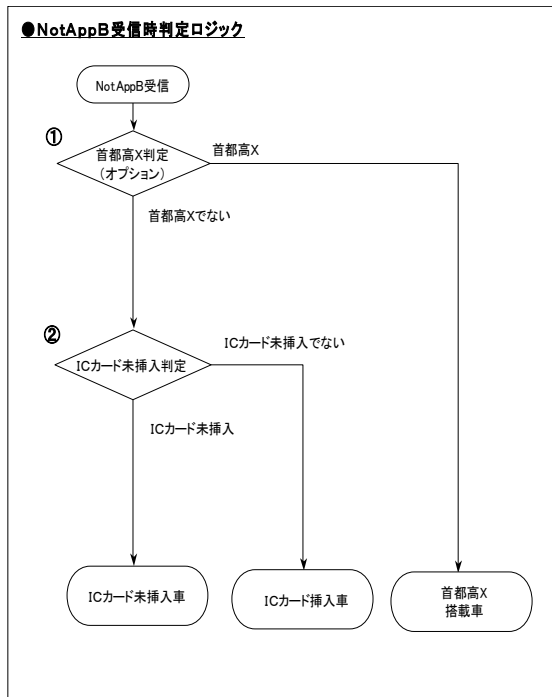 ●NotAppB受信時判定ロジック
NotAppB受信
①
首都高X判定
(オプション)
首都高X
首都高Xでない
②
ICカード未挿入判定
ICカード未挿入でない
ICカード未挿入
ICカード未挿入車
ICカード挿入車
首都高X
搭載車